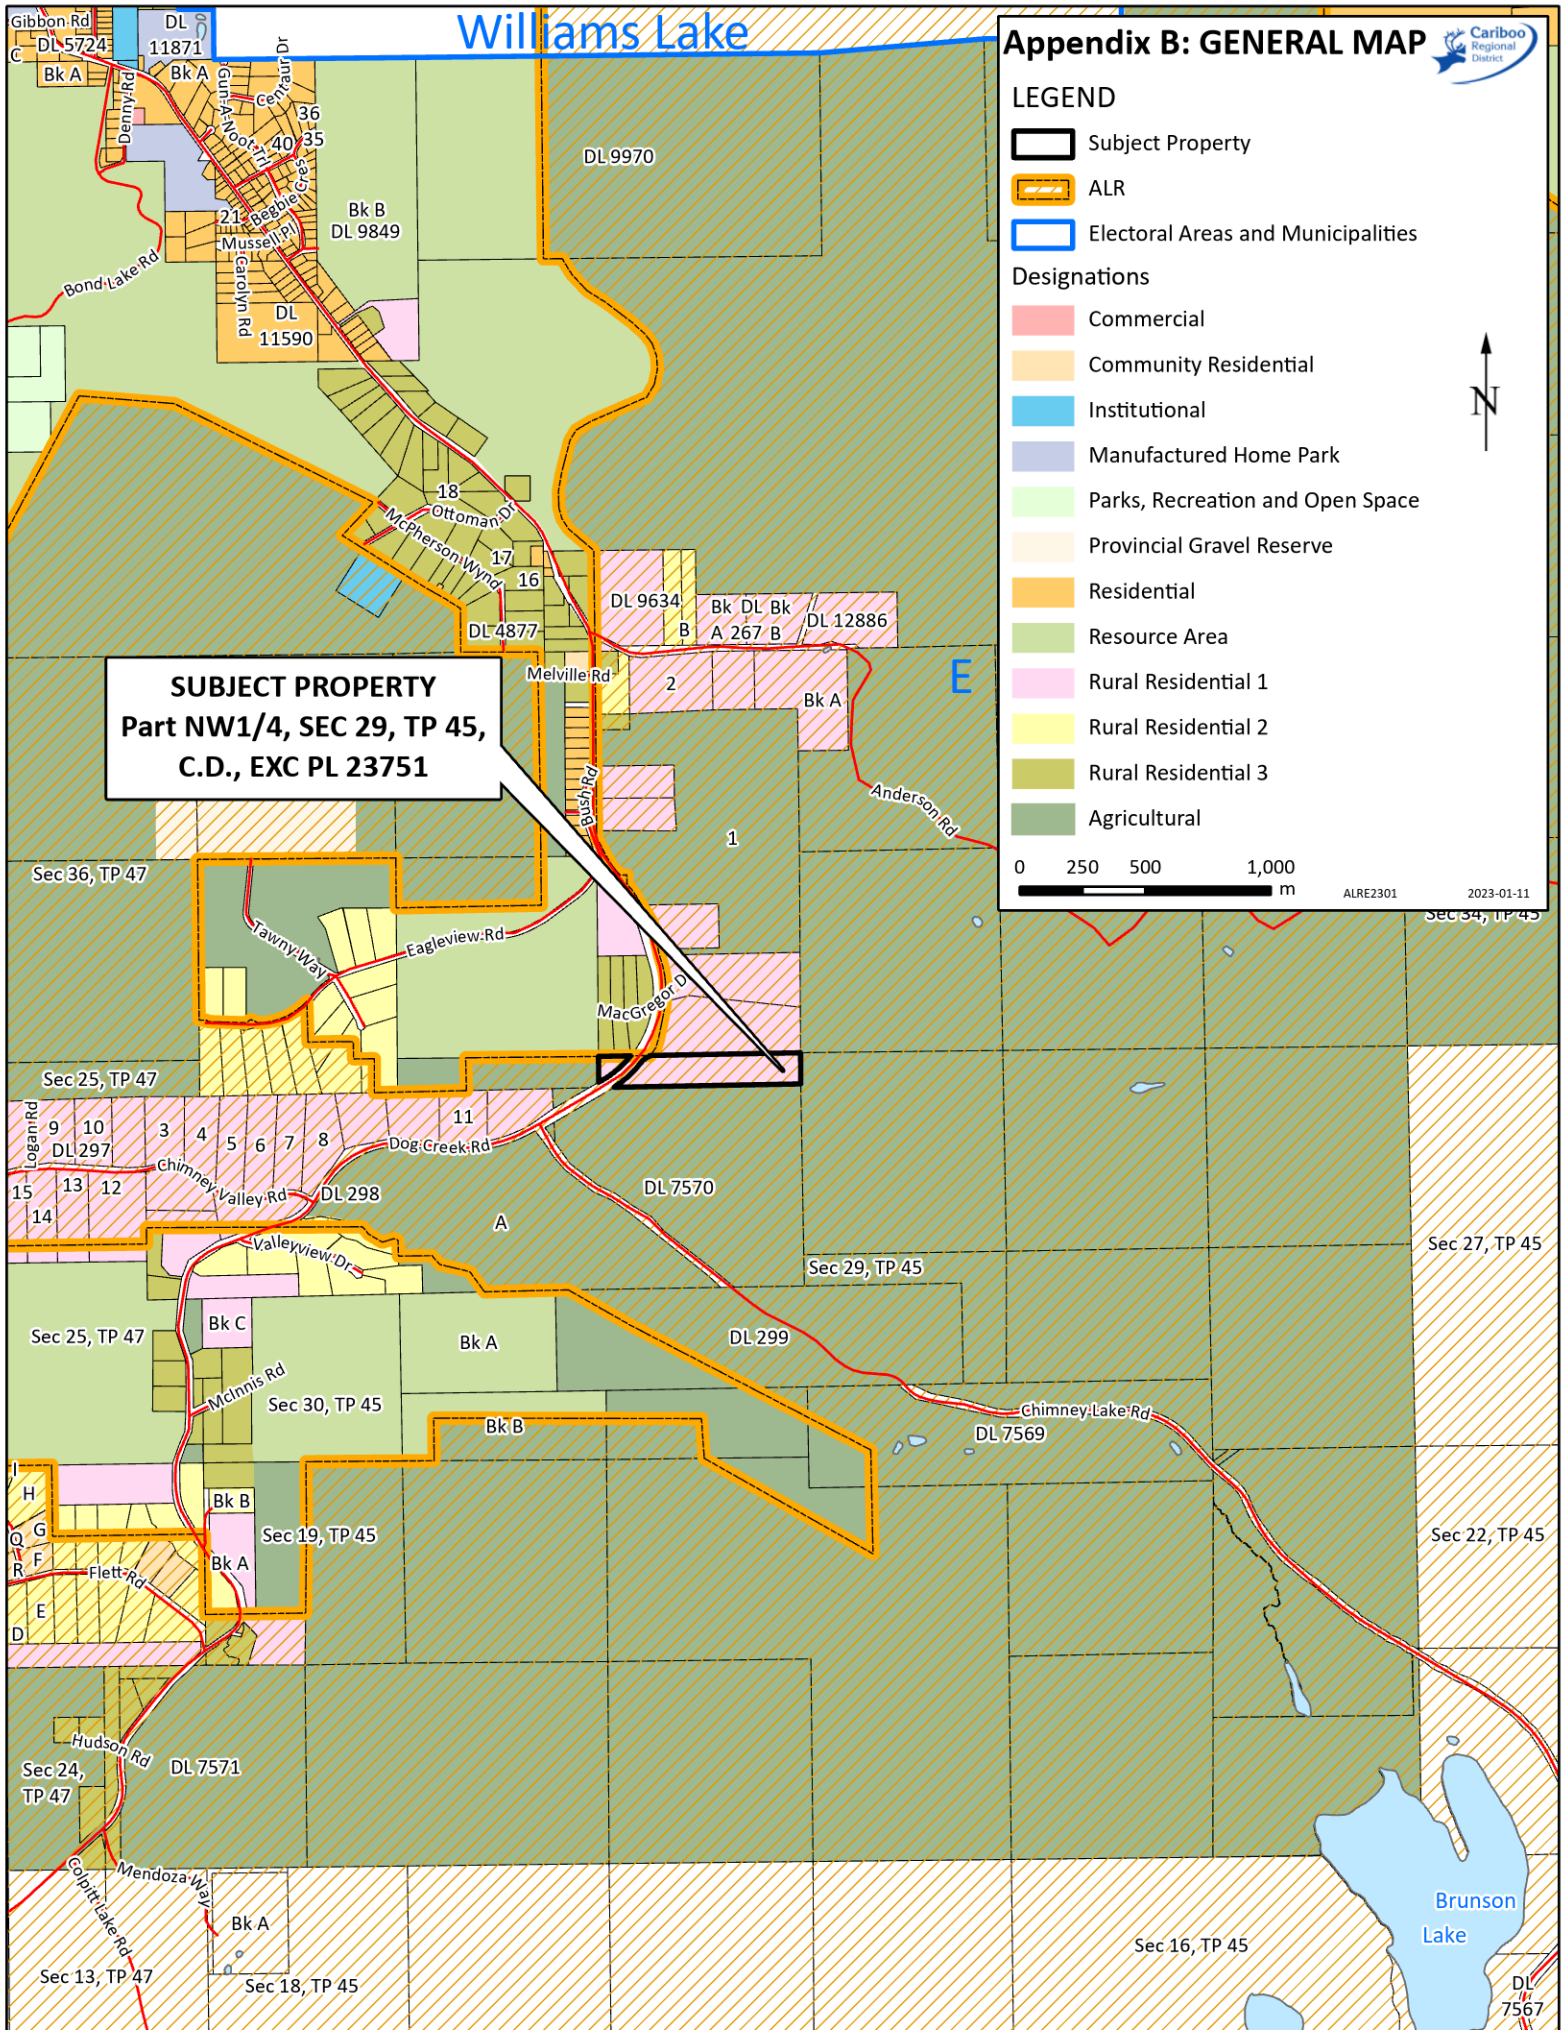 Williams Lake
Appendix B: GENERAL MAP
Cariboo
Regional
District
LEGEND
Subject Property
ALR
Electoral Areas and Municipalities
Designations
Commercial
Community Residential
Institutional
Manufactured Home Park
Parks, Recreation and Open Space
Provincial Gravel Reserve
Residential
Resource Area
Rural Residential 1
Rural Residential 2
Rural Residential 3
Agricultural
N
0 250 500 1,000
m
ALRE2301 2023-01-11
Gibbon Rd
DL 5724
C
Bk A
DL
11871
Bk A
Denny Rd
Gun-A-Noot Trl
Centaur Dr
36
35
40
Begbie Cres
21
Mussell Pl
Carolyn Rd
Bond Lake Rd
Bk B
DL 9849
DL
11590
DL 9970
18
Ottoman Dr
McPherson Wynd
17
16
DL 4877
DL 9634
B
Bk DL Bk
A 267 B
DL 12886
Melville Rd
2
Bk A
E
SUBJECT PROPERTY
Part NW1/4, SEC 29, TP 45,
C.D., EXC PL 23751
Bush Rd
Anderson Rd
1
Sec 36, TP 47
Sec 34, TP 45
Tawny Way
Eagleview Rd
MacGregor D
Sec 25, TP 47
Logan Rd
9
10
DL 297
3
4
5
6
7
8
11
Dog Creek Rd
Chimney Valley Rd
DL 298
15
13
12
14
A
DL 7570
Valleyview Dr
Sec 29, TP 45
Sec 27, TP 45
Bk C
Sec 25, TP 47
Bk A
DL 299
McInnis Rd
Sec 30, TP 45
Bk B
Chimney Lake Rd
DL 7569
I
H
Bk B
G
Q
F
R
Sec 19, TP 45
Bk A
Flett Rd
E
D
Sec 22, TP 45
Hudson Rd
DL 7571
Sec 24,
TP 47
Colpitt Lake Rd
Mendoza Way
Bk A
Sec 13, TP 47
Sec 18, TP 45
Sec 16, TP 45
Brunson
Lake
DL
7567